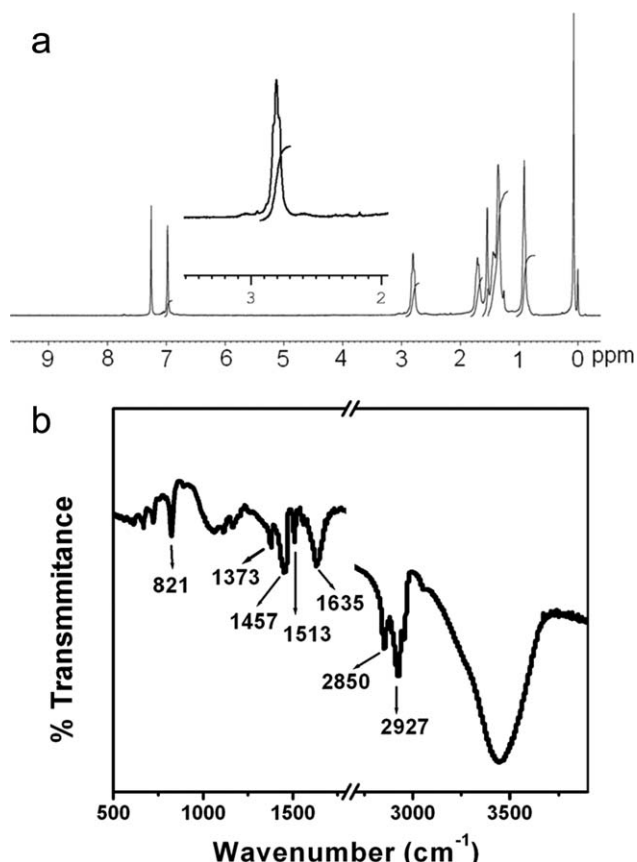 a
3 2
9 8 7 6 5 4 3 2 1 0 ppm
b
% Transmmitance
821
1373
1457
1513
1635
2850
2927
500 1000 1500 3000 3500
Wavenumber (cm⁻¹)